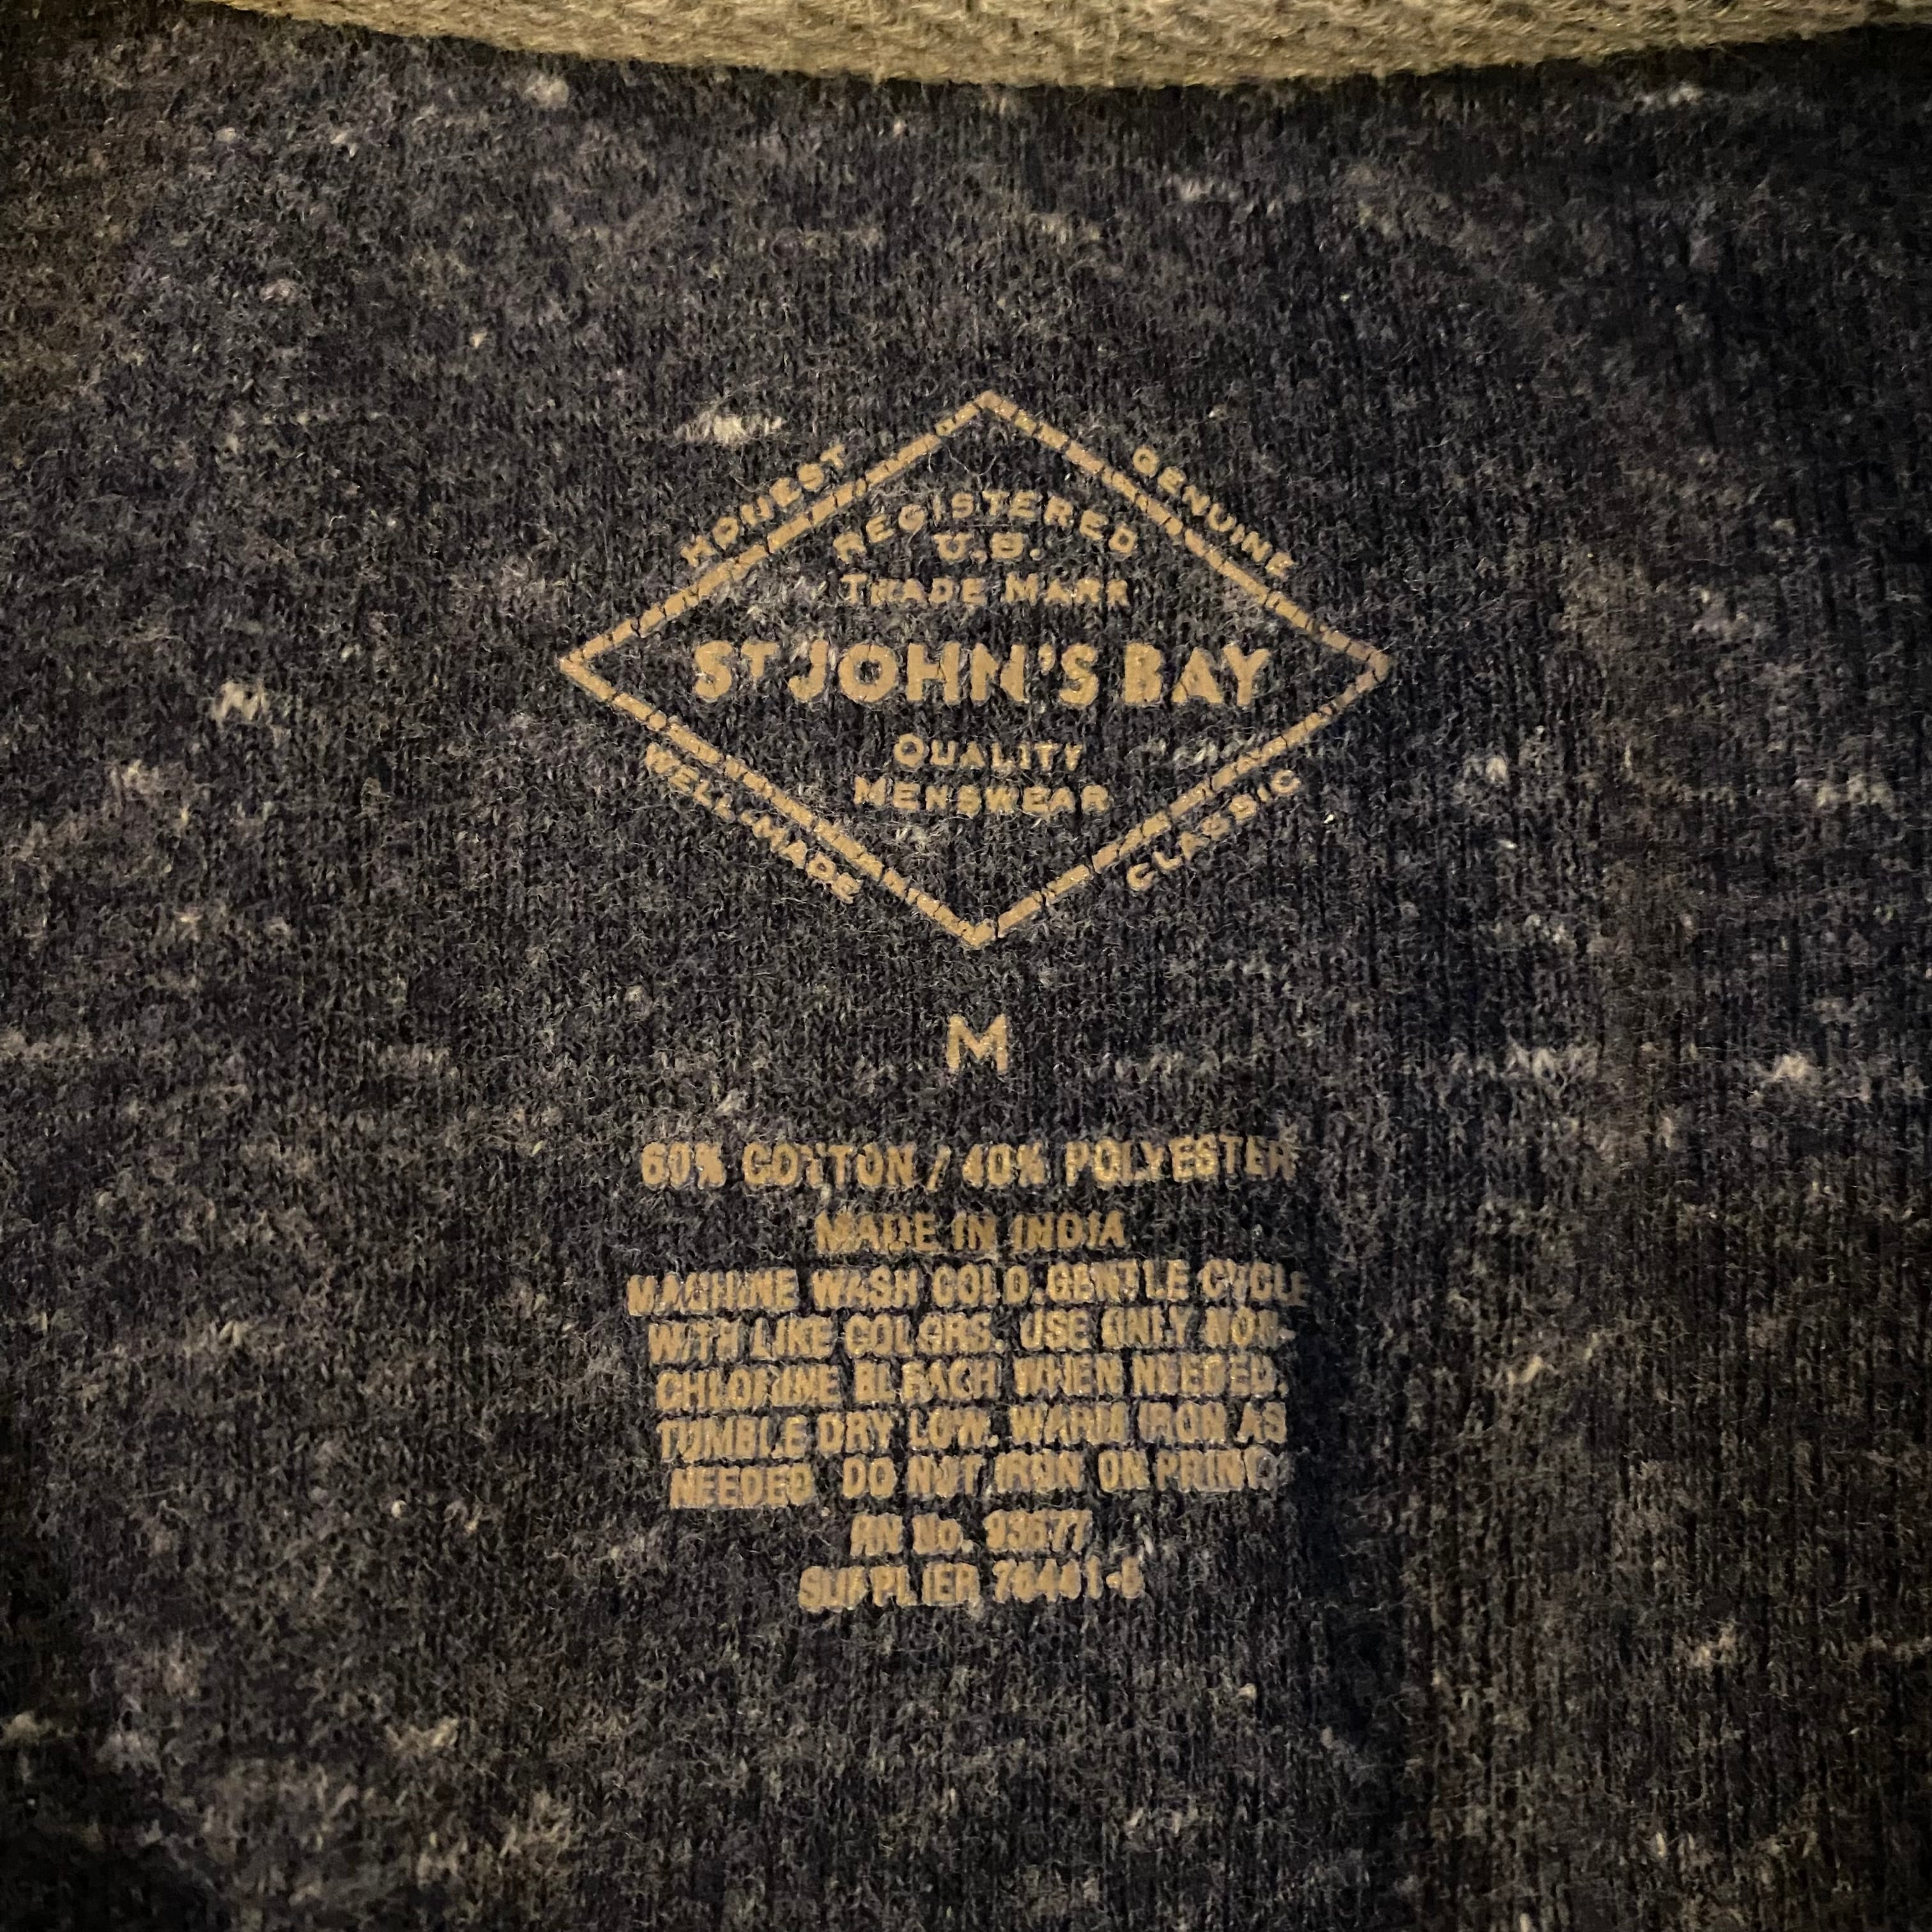 HONEST
GENUINE
REGISTERED
U.S.
TRADE MARK
ST JOHN'S BAY
QUALITY
MENSWEAR
WELL-MADE
CLASSIC
M
60% COTTON / 40% POLYESTER
MADE IN INDIA
MACHINE WASH COLD.GENTLE CYCLE
WITH LIKE COLORS. USE ONLY NON-
CHLORINE BLEACH WHEN NEEDED.
TUMBLE DRY LOW. WARM IRON AS
NEEDED. DO NOT IRON ON PRINT.
RN No. 93677
SUPPLIER